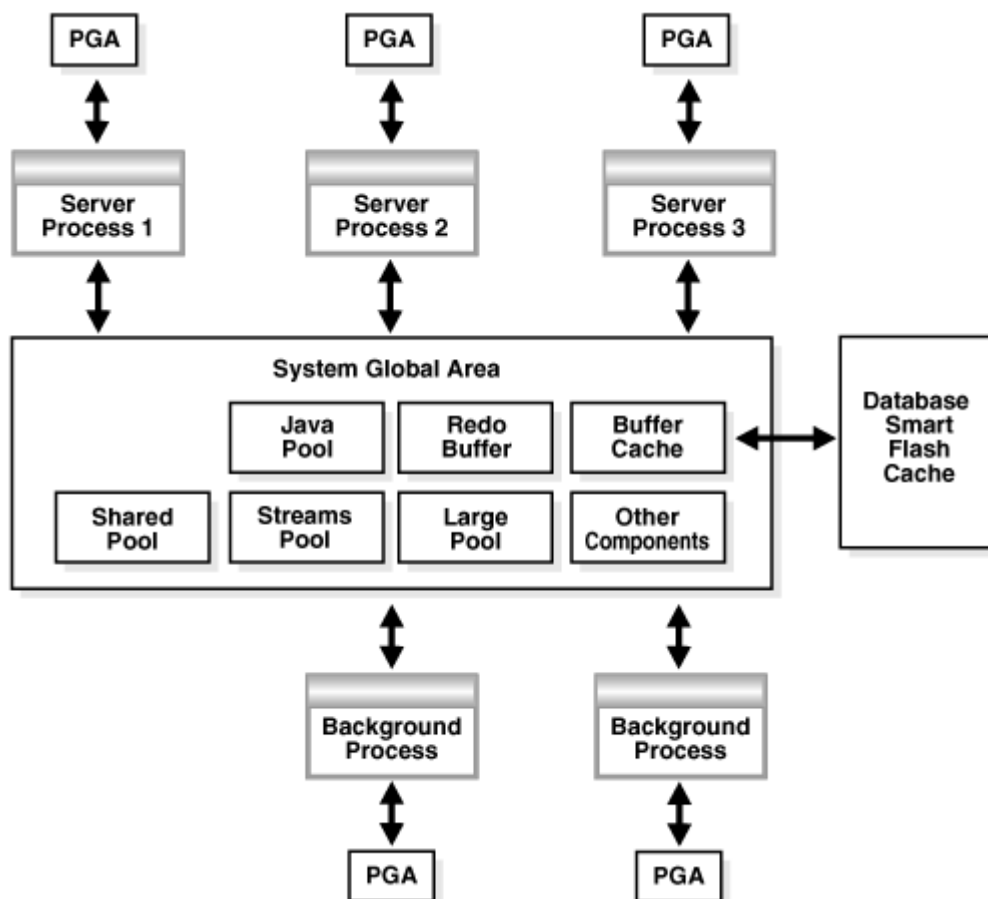 PGA
PGA
PGA
Server
Process 1
Server
Process 2
Server
Process 3
System Global Area
Java
Pool
Redo
Buffer
Buffer
Cache
Shared
Pool
Streams
Pool
Large
Pool
Other
Components
Database
Smart
Flash
Cache
Background
Process
Background
Process
PGA
PGA